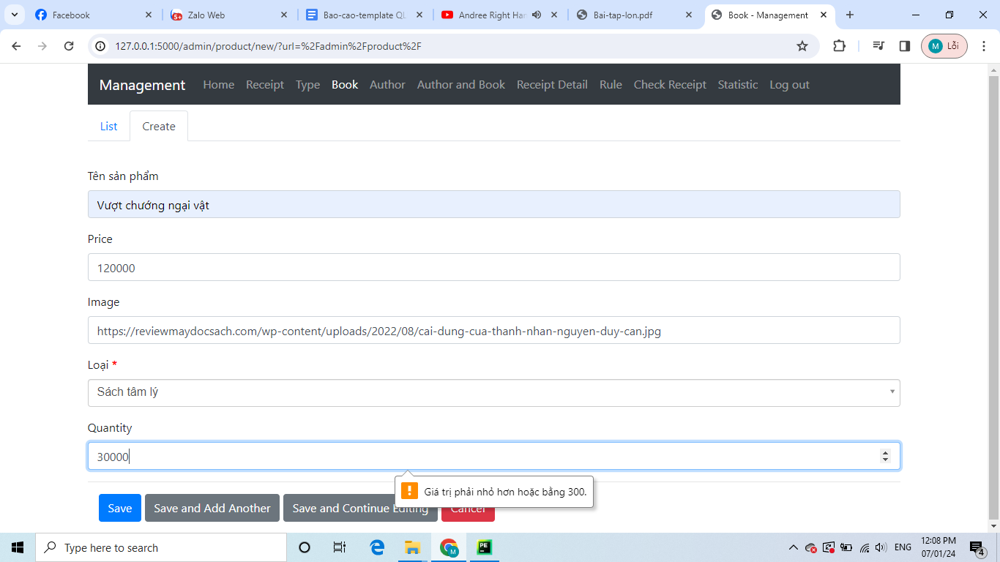 Facebook
Zalo Web
Bao-cao-template QL
Andree Right Han
Bai-tap-lon.pdf
Book - Management
127.0.0.1:5000/admin/product/new/?url=%2Fadmin%2Fproduct%2F
M Lỗi
Management Home Receipt Type Book Author Author and Book Receipt Detail Rule Check Receipt Statistic Log out
List Create
Tên sản phẩm
Vượt chướng ngại vật
Price
120000
Image
https://reviewmaydocsach.com/wp-content/uploads/2022/08/cai-dung-cua-thanh-nhan-nguyen-duy-can.jpg
Loại *
Sách tâm lý
Quantity
30000
Giá trị phải nhỏ hơn hoặc bằng 300.
Save Save and Add Another Save and Continue Editing Cancel
Type here to search
ENG
12:08 PM
07/01/24
4